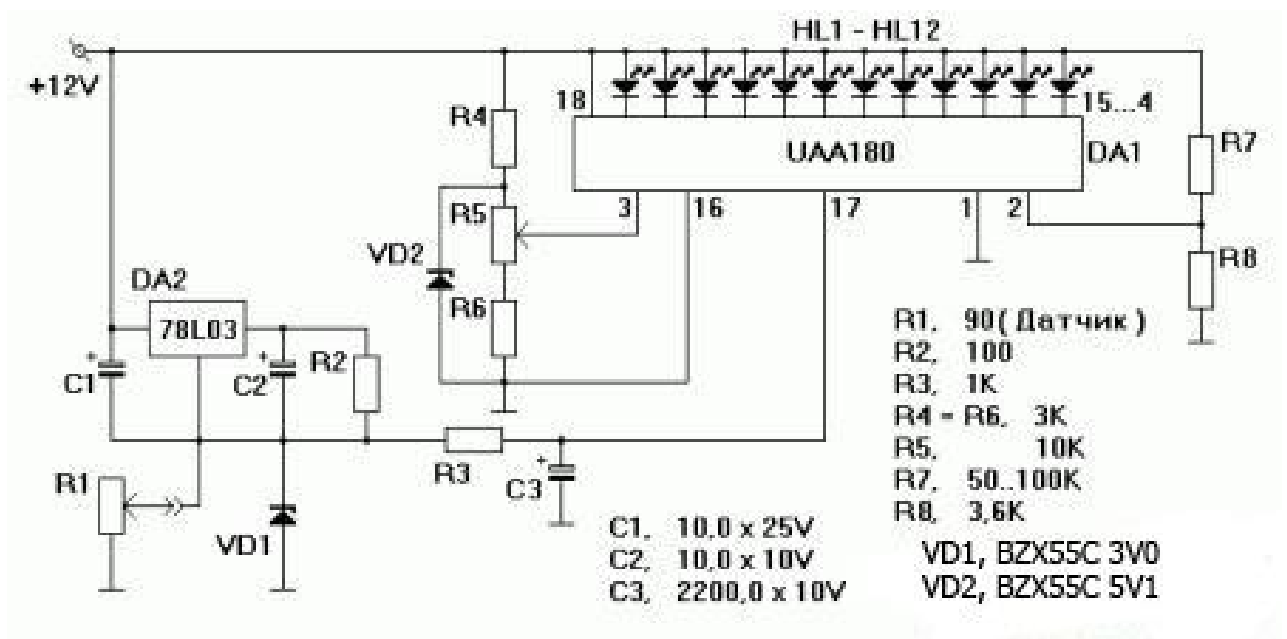 HL1 - HL12
+12V
18
15...4
R4
UAA180
DA1
R7
3
16
17
1
2
R5
VD2
R8
DA2
R6
78L03
R1, 90( Датчик )
R2, 100
R3, 1K
R4 = R6, 3K
R5, 10K
R7, 50..100K
R8, 3,6K
+
C1
+
C2
R2
R3
+
C3
R1
VD1
C1, 10,0 x 25V
C2, 10,0 x 10V
C3, 2200,0 x 10V
VD1, BZX55C 3V0
VD2, BZX55C 5V1